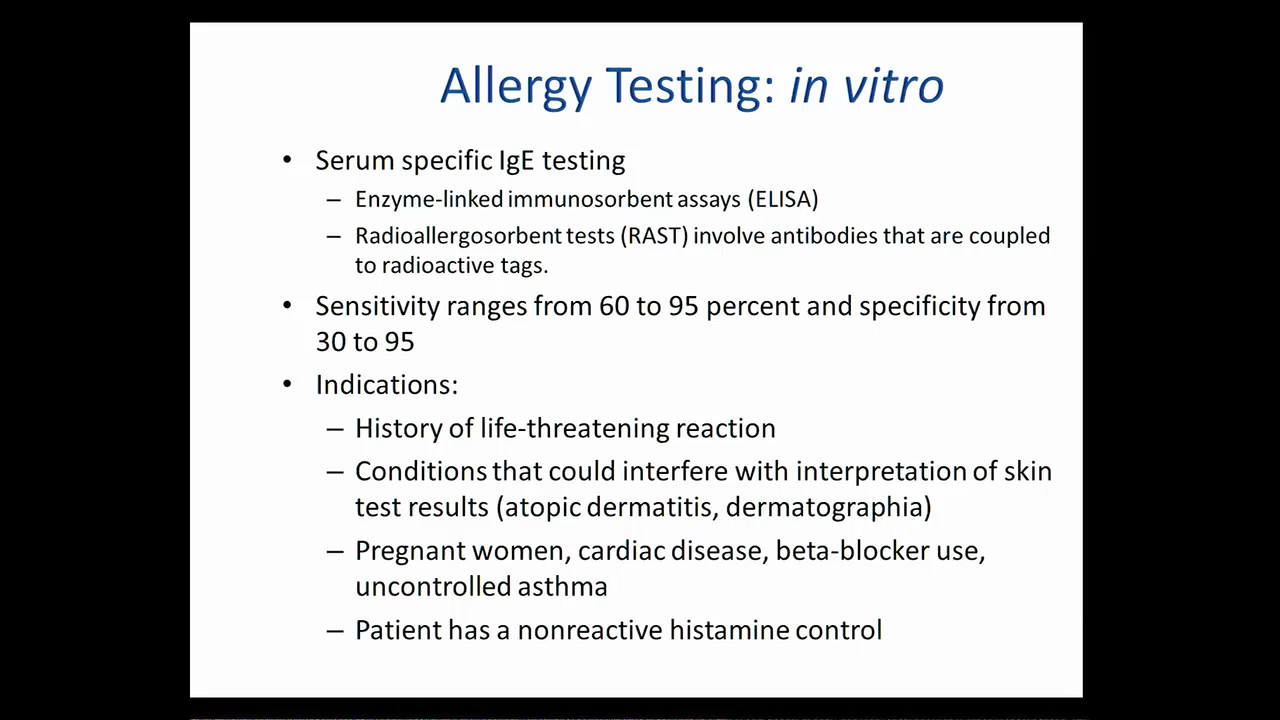 Allergy Testing: in vitro
• Serum specific IgE testing
– Enzyme-linked immunosorbent assays (ELISA)
– Radioallergosorbent tests (RAST) involve antibodies that are coupled
to radioactive tags.
• Sensitivity ranges from 60 to 95 percent and specificity from
30 to 95
• Indications:
– History of life-threatening reaction
– Conditions that could interfere with interpretation of skin
test results (atopic dermatitis, dermatographia)
– Pregnant women, cardiac disease, beta-blocker use,
uncontrolled asthma
– Patient has a nonreactive histamine control